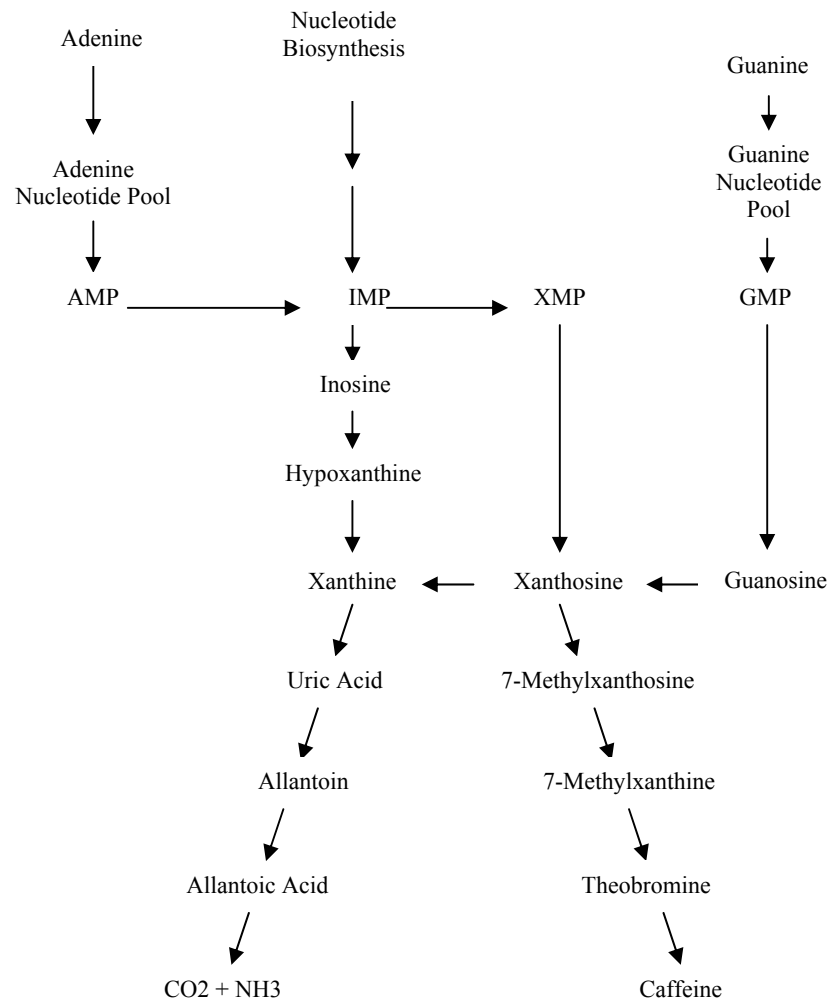 Adenine
Nucleotide
Biosynthesis
Guanine
Adenine
Nucleotide Pool
Guanine
Nucleotide
Pool
AMP
IMP
XMP
GMP
Inosine
Hypoxanthine
Xanthine
Xanthosine
Guanosine
Uric Acid
7-Methylxanthosine
Allantoin
7-Methylxanthine
Allantoic Acid
Theobromine
CO2 + NH3
Caffeine